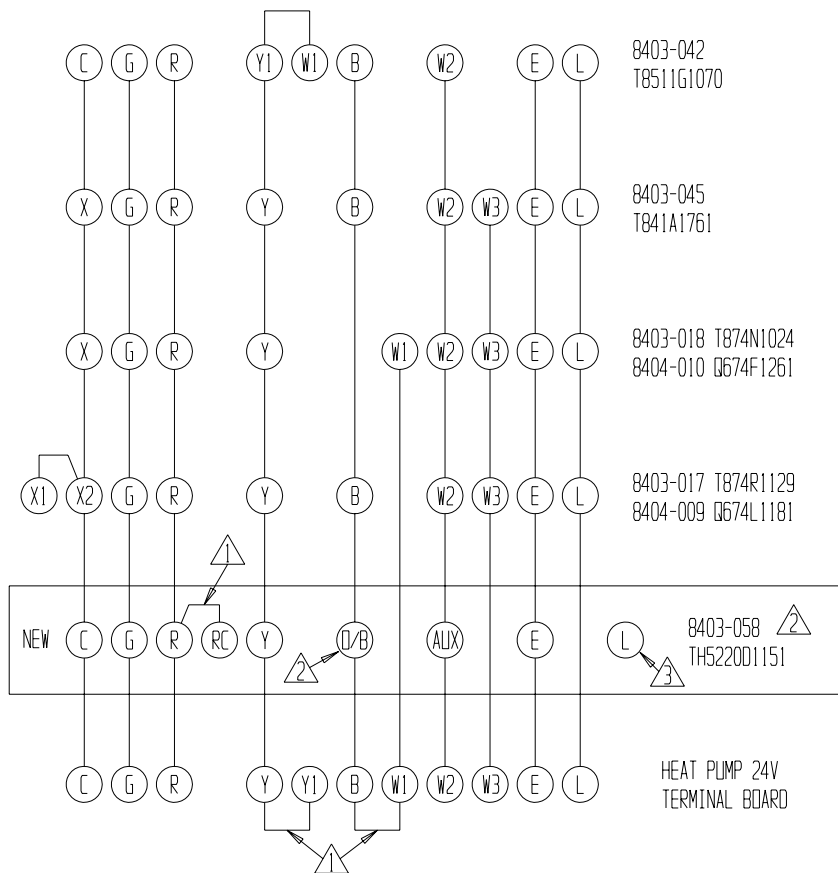 C G R Y1 W1 B W2 E L 8403-042
T8511G1070
X G R Y B W2 W3 E L 8403-045
T841A1761
X G R Y W1 W2 W3 E L 8403-018 T874N1024
8404-010 Q674F1261
X1 X2 G R Y B W2 W3 E L 8403-017 T874R1129
8404-009 Q674L1181
1
NEW C G R RC Y O/B AUX E L 8403-058 2
TH5220D1151
2 3
C G R Y Y1 B W1 W2 W3 E L HEAT PUMP 24V
TERMINAL BOARD
1